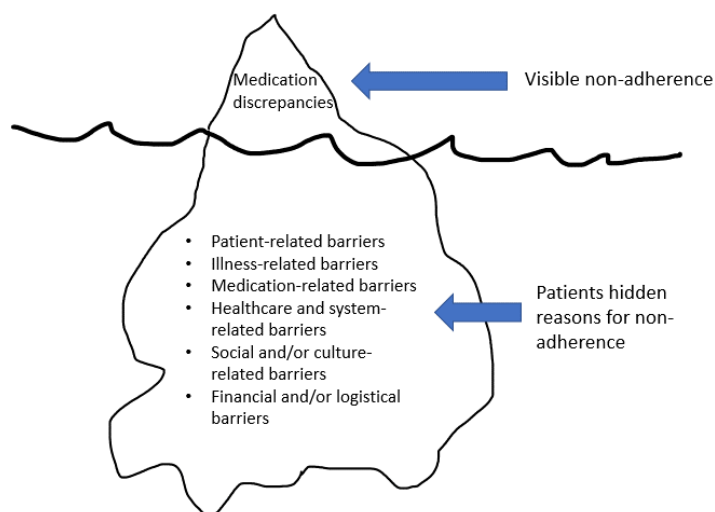 Medication
discrepancies
Visible non-adherence
• Patient-related barriers
• Illness-related barriers
• Medication-related barriers
• Healthcare and system-
related barriers
• Social and/or culture-
related barriers
• Financial and/or logistical
barriers
Patients hidden
reasons for non-
adherence